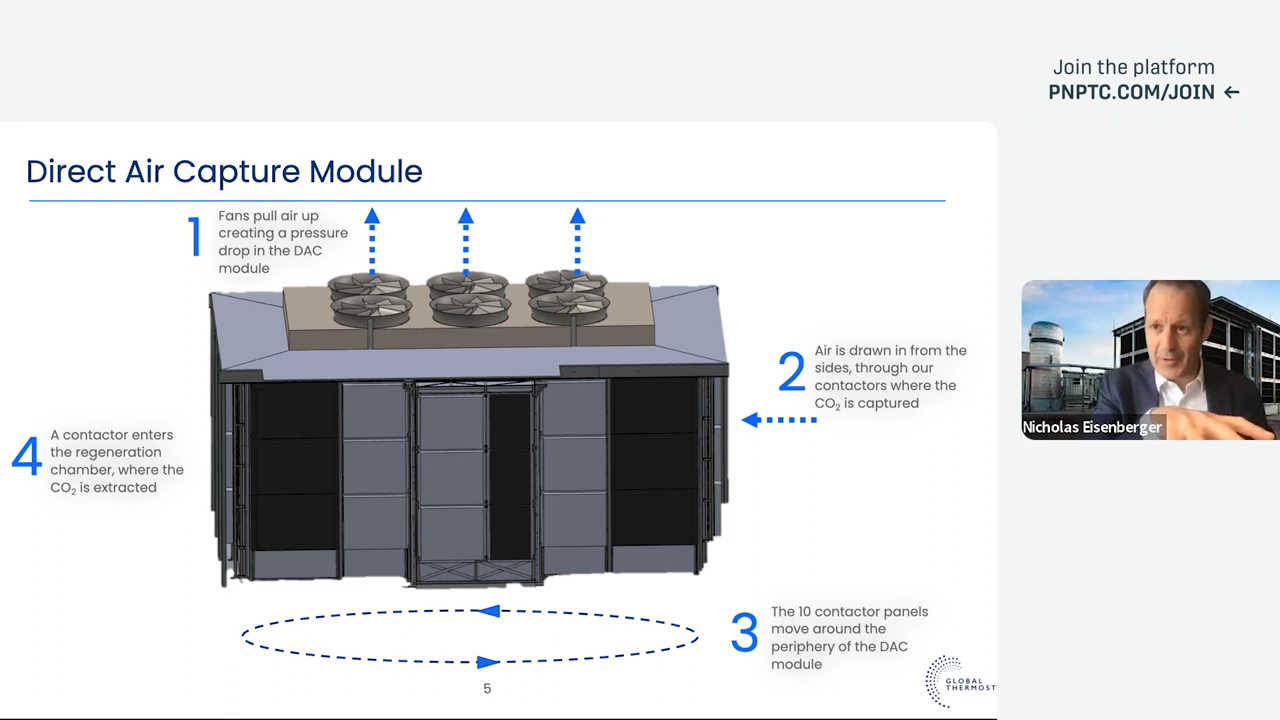 Join the platform
PNPTC.COM/JOIN ←
Direct Air Capture Module
1
Fans pull air up
creating a pressure
drop in the DAC
module
2
Air is drawn in from the
sides, through our
contactors where the
CO₂ is captured
4
A contactor enters
the regeneration
chamber, where the
CO₂ is extracted
3
The 10 contactor panels
move around the
periphery of the DAC
module
5
GLOBAL
THERMOST
Nicholas Eisenberger